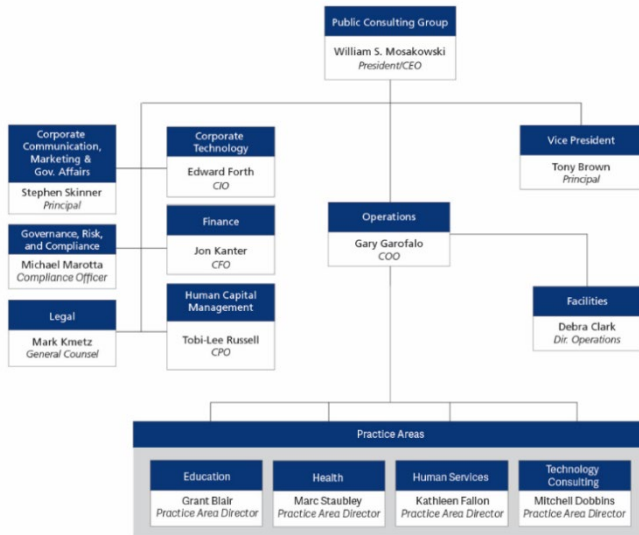 Public Consulting Group
William S. Mosakowski
President/CEO
Corporate
Communication,
Marketing &
Gov. Affairs
Stephen Skinner
Principal
Corporate
Technology
Edward Forth
CIO
Vice President
Tony Brown
Principal
Governance, Risk,
and Compliance
Michael Marotta
Compliance Officer
Finance
Jon Kanter
CFO
Operations
Gary Garofalo
COO
Legal
Mark Kmetz
General Counsel
Human Capital
Management
Tobi-Lee Russell
CPO
Facilities
Debra Clark
Dir. Operations
Practice Areas
Education
Grant Blair
Practice Area Director
Health
Marc Staubley
Practice Area Director
Human Services
Kathleen Fallon
Practice Area Director
Technology
Consulting
Mitchell Dobbins
Practice Area Director